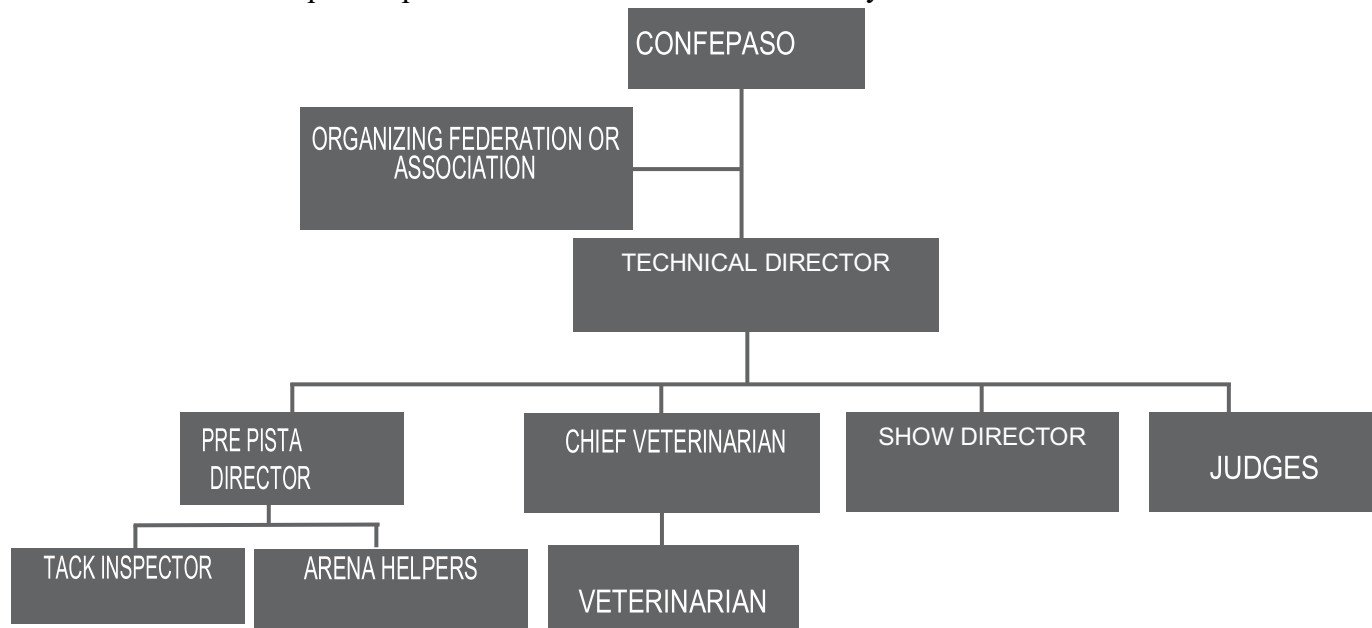 CONFEPASO
ORGANIZING FEDERATION OR
ASSOCIATION
TECHNICAL DIRECTOR
PRE PISTA
DIRECTOR
CHIEF VETERINARIAN
SHOW DIRECTOR
JUDGES
TACK INSPECTOR
ARENA HELPERS
VETERINARIAN